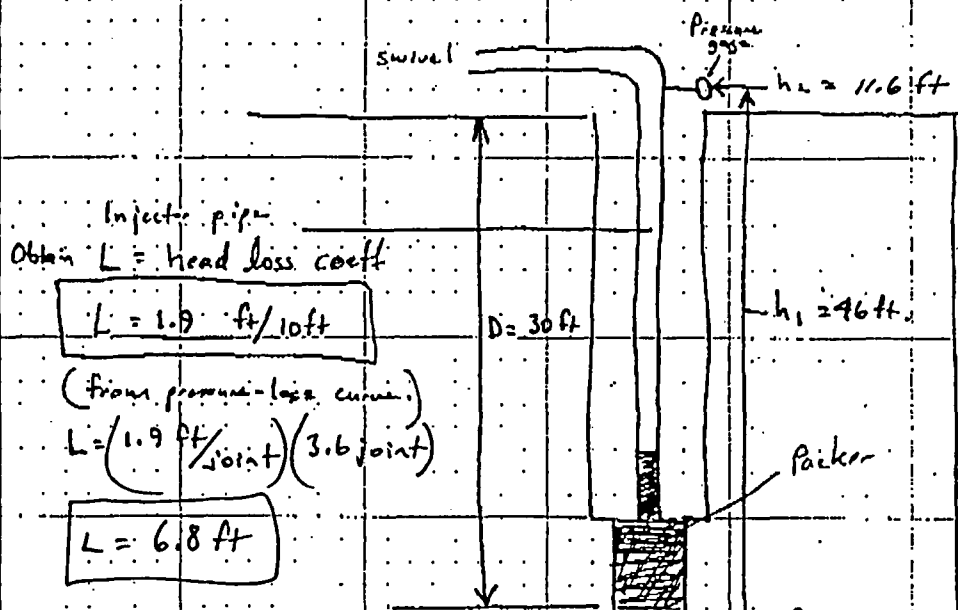 Pressure
gage
swivel
h₂ = 11.6 ft
Injector pipe
Obtain L = head loss coeff
L = 1.9 ft/10ft
D = 30 ft
h₁ = 46 ft.
(from pressure-loss curve.)
L = (1.9 ft/joint)(3.6 joint)
Packer
L = 6.8 ft